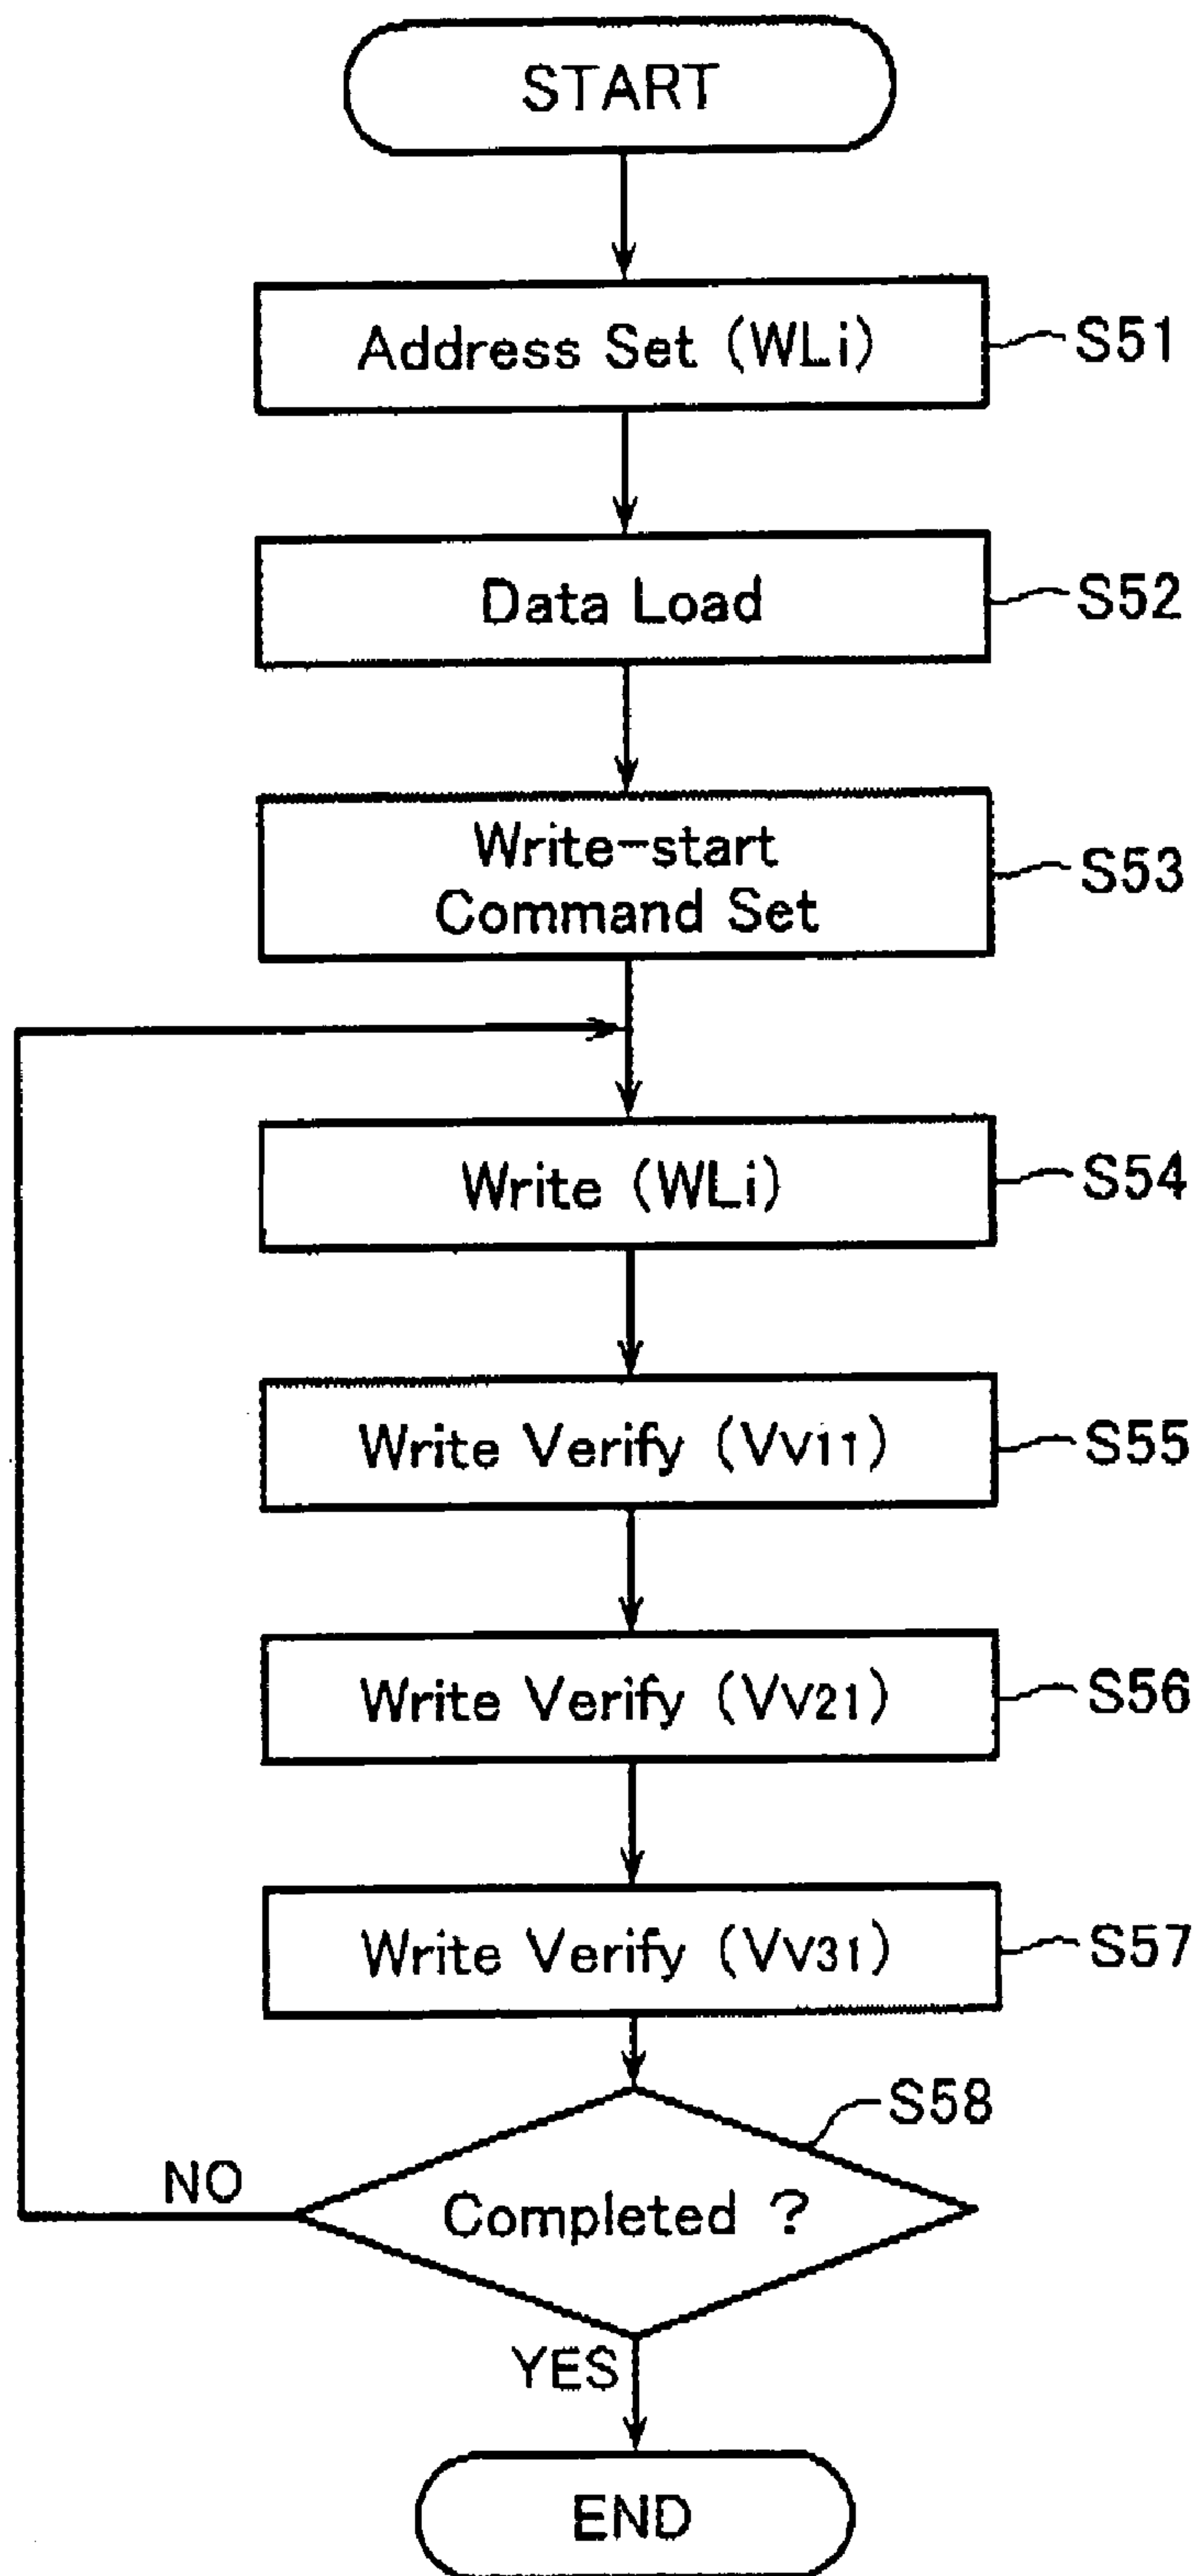 START
Address Set (WLi)
S51
Data Load
S52
Write-start
Command Set
S53
Write (WLi)
S54
Write Verify (VV11)
S55
Write Verify (VV21)
S56
Write Verify (VV31)
S57
S58
NO
Completed ?
YES
END